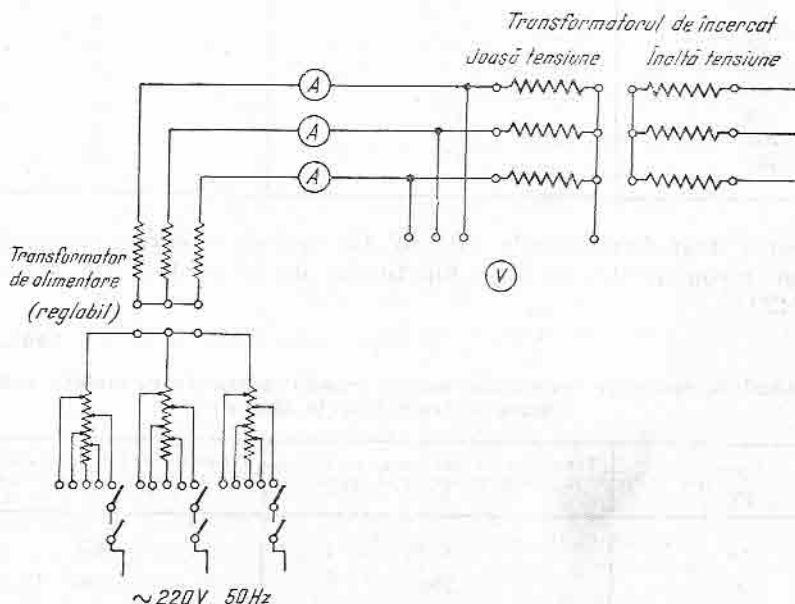 Transformatorul de încercat
Joasă tensiune
Înaltă tensiune
A
A
A
Transformator
de alimentare
(reglabil)
V
~ 220V 50Hz